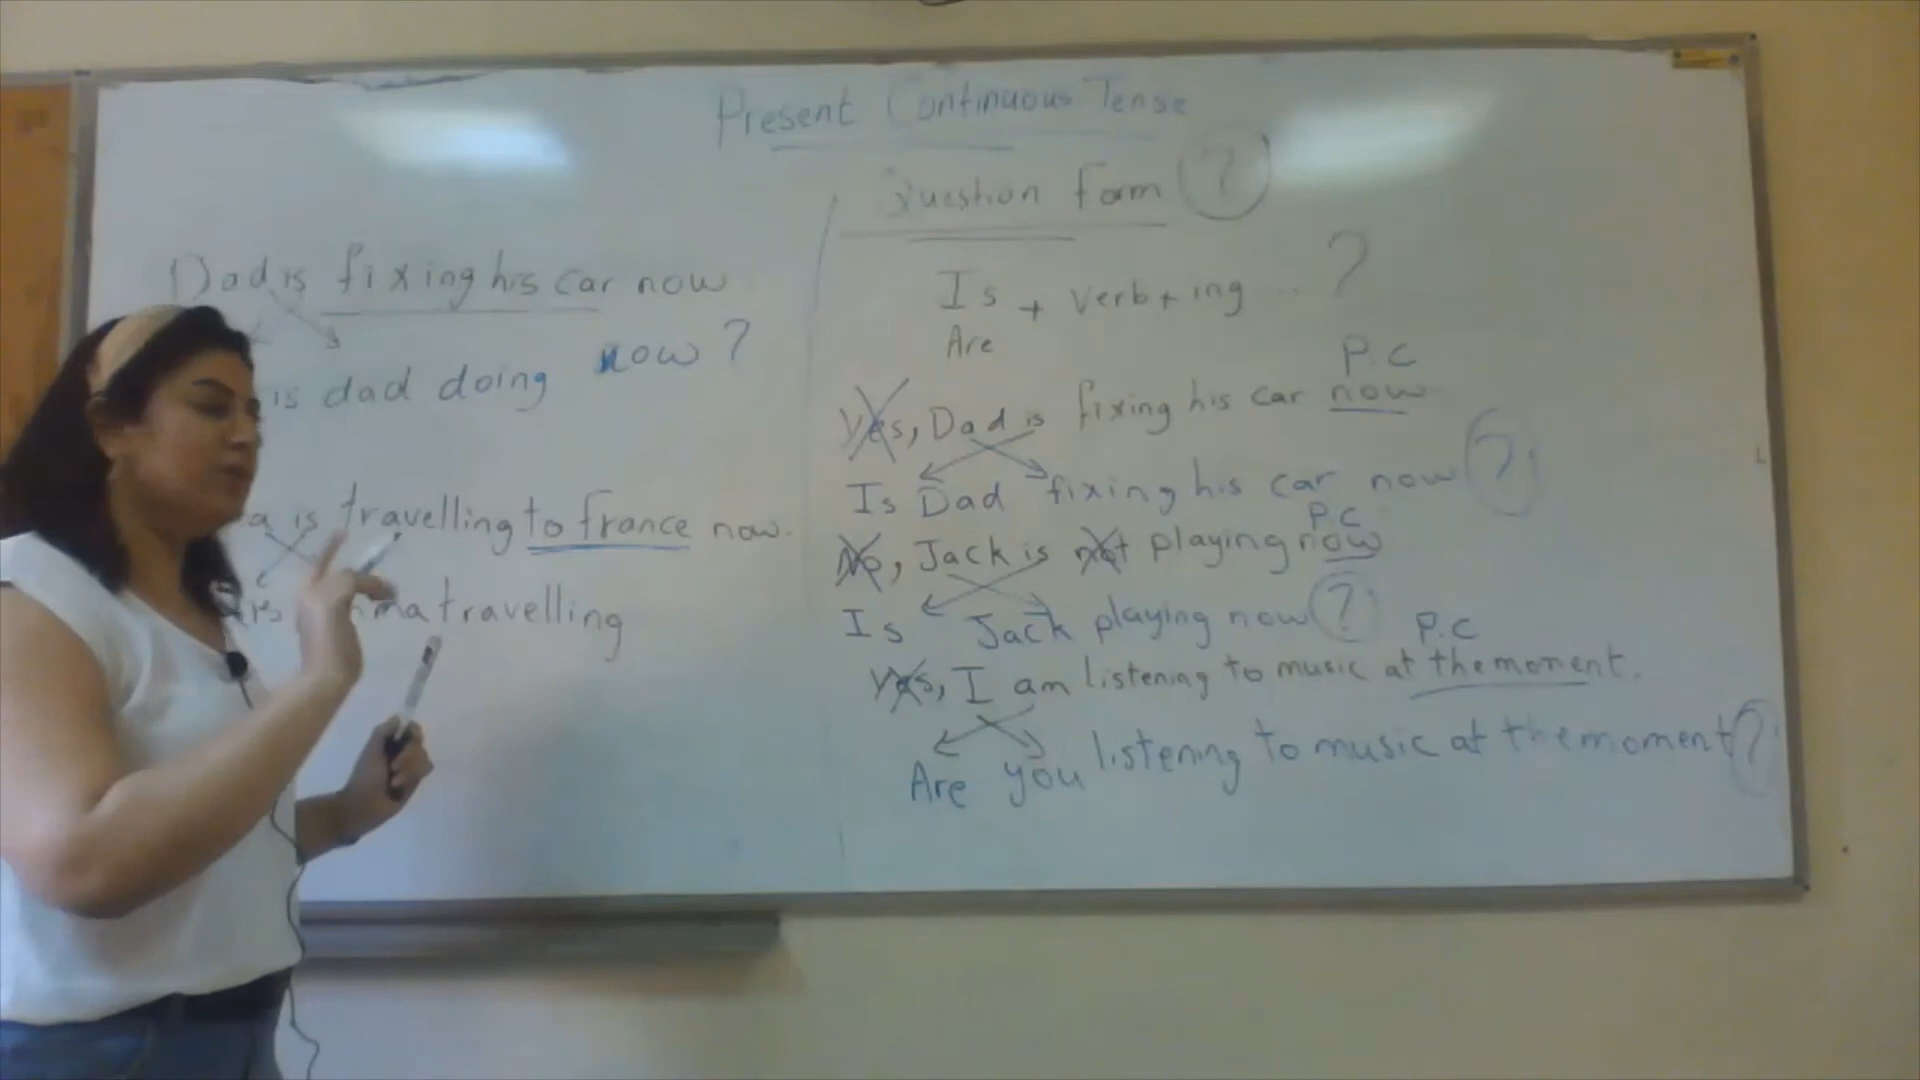 Present Continuous Tense
Question form ?
Dad is fixing his car now
is dad doing now ?
is travelling to france now.
travelling
Is + verb + ing ... ?
Are
P.C
Yes, Dad is fixing his car now
Is Dad fixing his car now ?
P.C
No, Jack is not playing now
Is Jack playing now ?
P.C
Yes, I am listening to music at the moment.
Are you listening to music at the moment ?